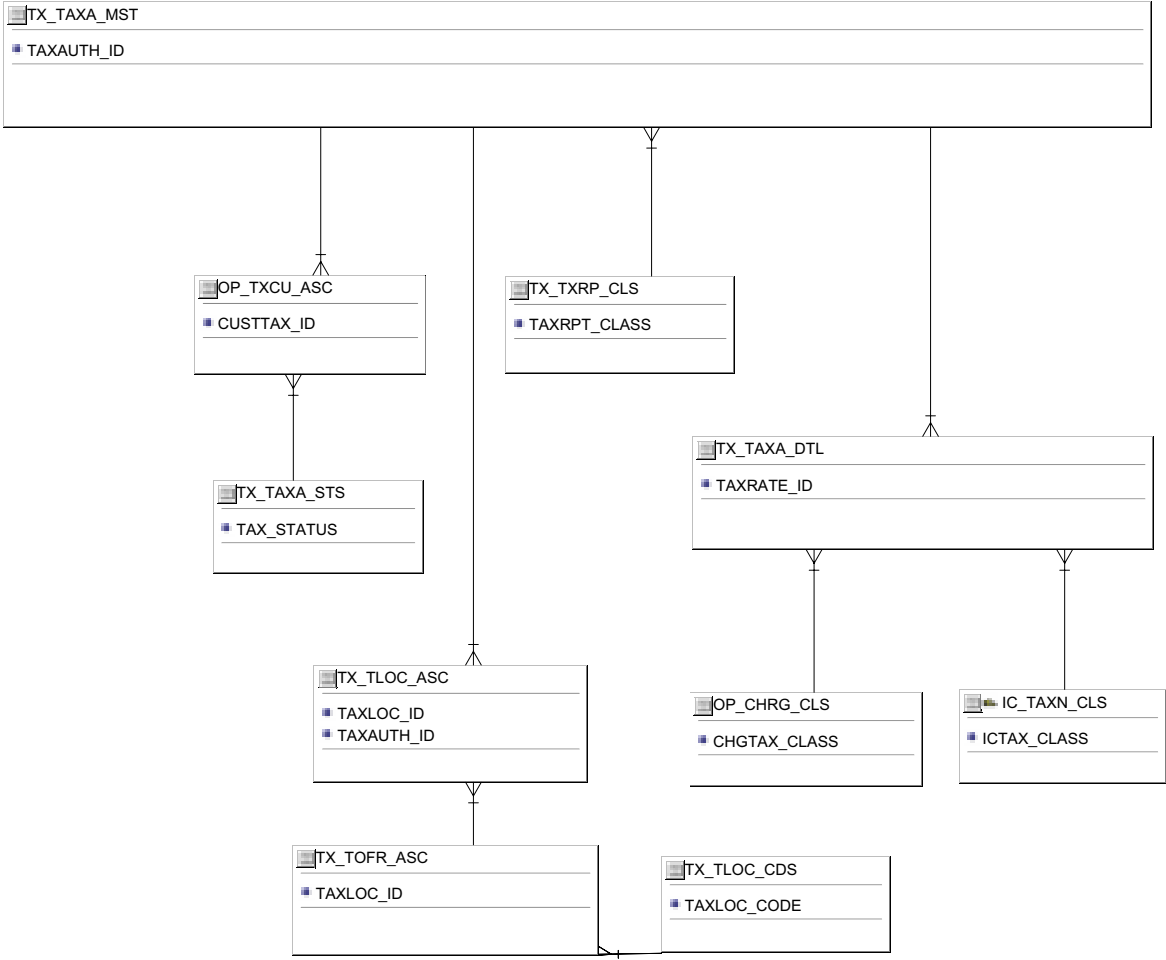 TX_TAXA_MST
TAXAUTH_ID
OP_TXCU_ASC
CUSTTAX_ID
TX_TXRP_CLS
TAXRPT_CLASS
TX_TAXA_DTL
TAXRATE_ID
TX_TAXA_STS
TAX_STATUS
TX_TLOC_ASC
TAXLOC_ID
TAXAUTH_ID
OP_CHRG_CLS
CHGTAX_CLASS
IC_TAXN_CLS
ICTAX_CLASS
TX_TOFR_ASC
TAXLOC_ID
TX_TLOC_CDS
TAXLOC_CODE